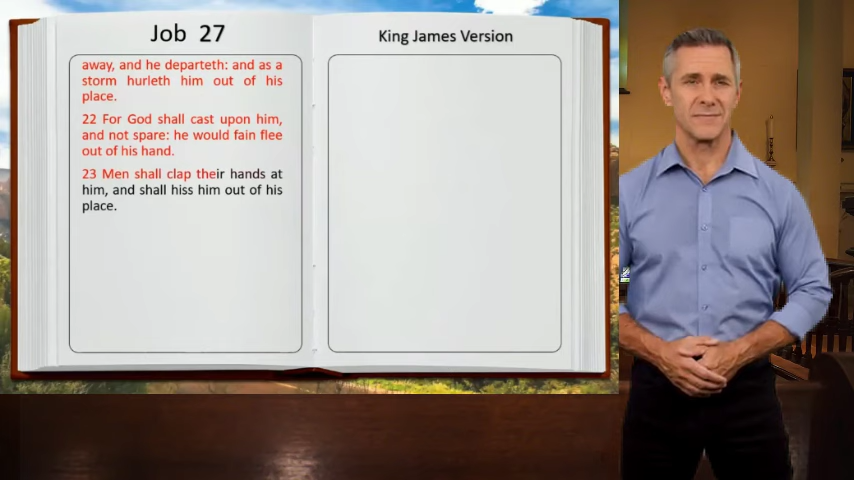 Job 27
King James Version
away, and he departeth: and as a
storm hurleth him out of his
place.
22 For God shall cast upon him,
and not spare: he would fain flee
out of his hand.
23 Men shall clap their hands at
him, and shall hiss him out of his
place.